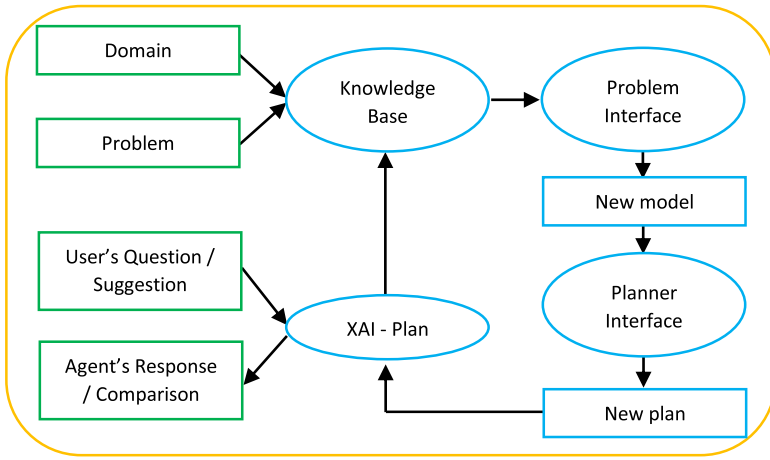 Domain
Problem
User's Question /
Suggestion
Agent's Response
/ Comparison
Knowledge
Base
XAI - Plan
Problem
Interface
New model
Planner
Interface
New plan